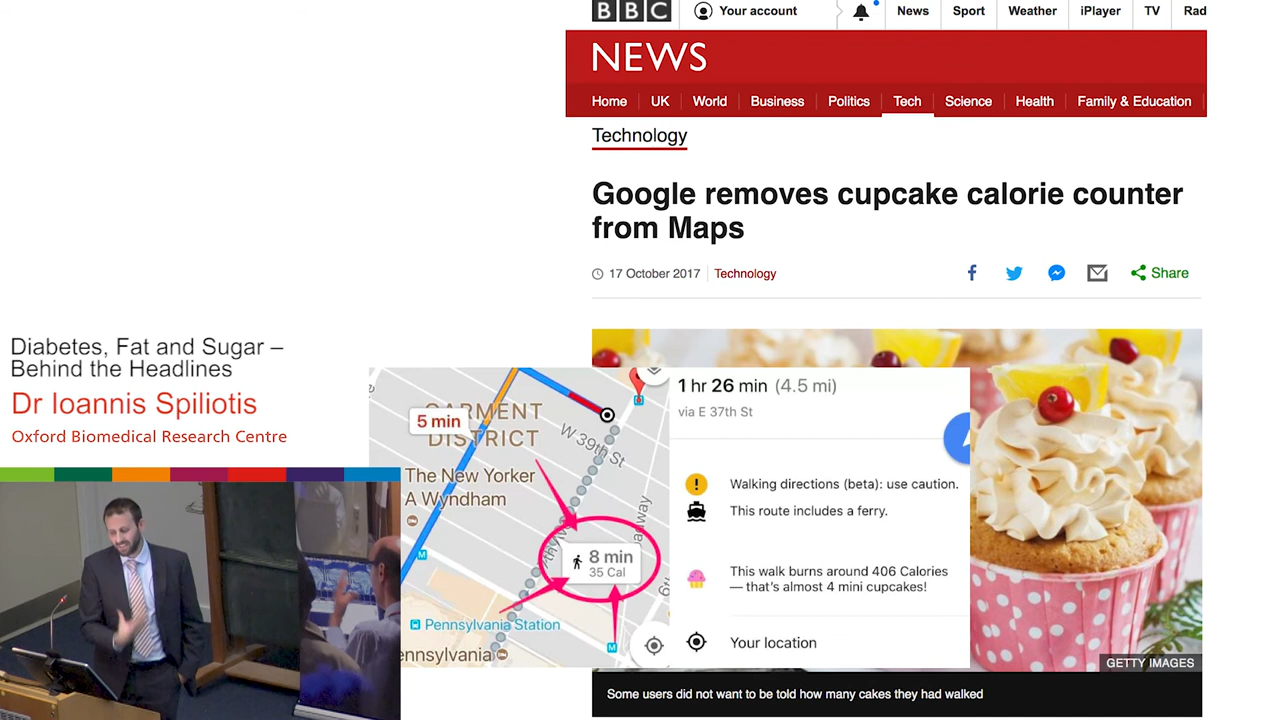 BBC
Your account
News
Sport
Weather
iPlayer
TV
Rad
NEWS
Home
UK
World
Business
Politics
Tech
Science
Health
Family & Education
Technology
Google removes cupcake calorie counter
from Maps
17 October 2017
Technology
Share
Diabetes, Fat and Sugar –
Behind the Headlines
Dr Ioannis Spiliotis
Oxford Biomedical Research Centre
5 min
GARMENT
DISTRICT
W 39th St
The New Yorker
A Wyndham
8 min
35 Cal
M
Pennsylvania Station
M
1 hr 26 min (4.5 mi)
via E 37th St
Walking directions (beta): use caution.
This route includes a ferry.
This walk burns around 406 Calories
— that's almost 4 mini cupcakes!
Your location
GETTY IMAGES
Some users did not want to be told how many cakes they had walked